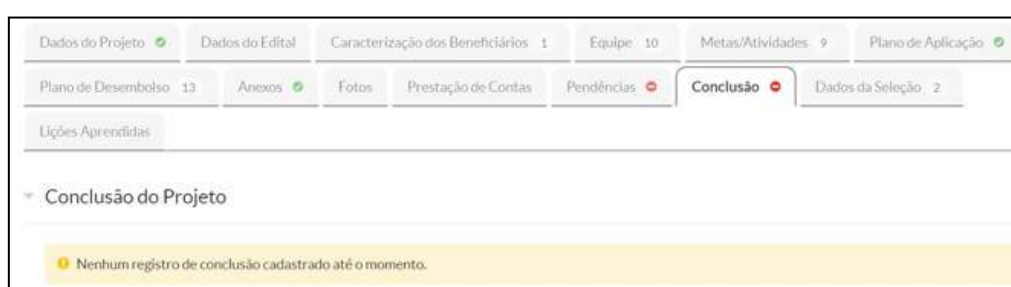 Dados do Projeto Dados do Edital Caracterização dos Beneficiários 1 Equipe 10 Metas/Atividades 9 Plano de Aplicação
Plano de Desembolso 13 Anexos Fotos Prestação de Contas Pendências Conclusão Dados da Seleção 2
Lições Aprendidas
Conclusão do Projeto
Nenhum registro de conclusão cadastrado até o momento.